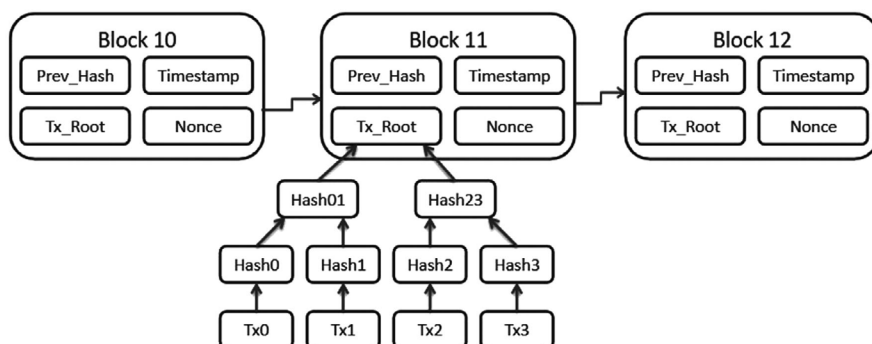 Block 10
Prev_Hash
Timestamp
Tx_Root
Nonce
Block 11
Prev_Hash
Timestamp
Tx_Root
Nonce
Block 12
Prev_Hash
Timestamp
Tx_Root
Nonce
Hash01
Hash23
Hash0
Hash1
Hash2
Hash3
Tx0
Tx1
Tx2
Tx3